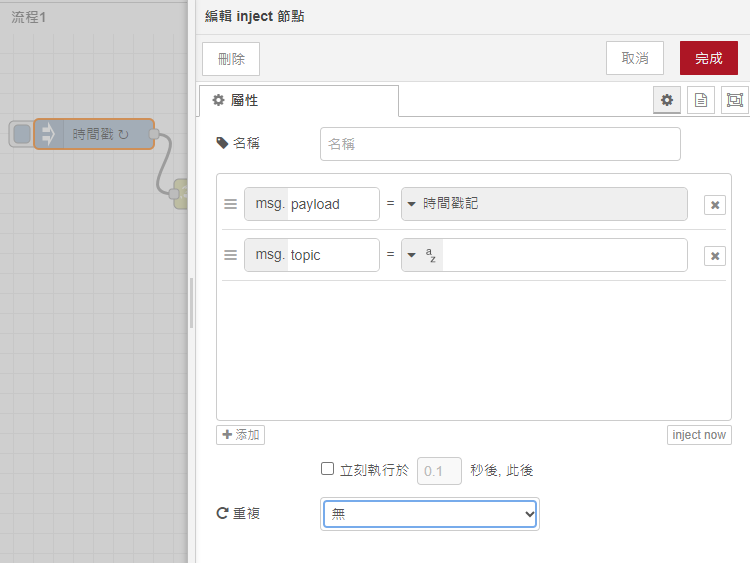 流程1
時間戳 ↻
編輯 inject 節點
刪除
取消
完成
屬性
名稱
名稱
msg. payload = 時間戳記
msg. topic = a z
添加
inject now
立刻執行於 0.1 秒後, 此後
重複
無